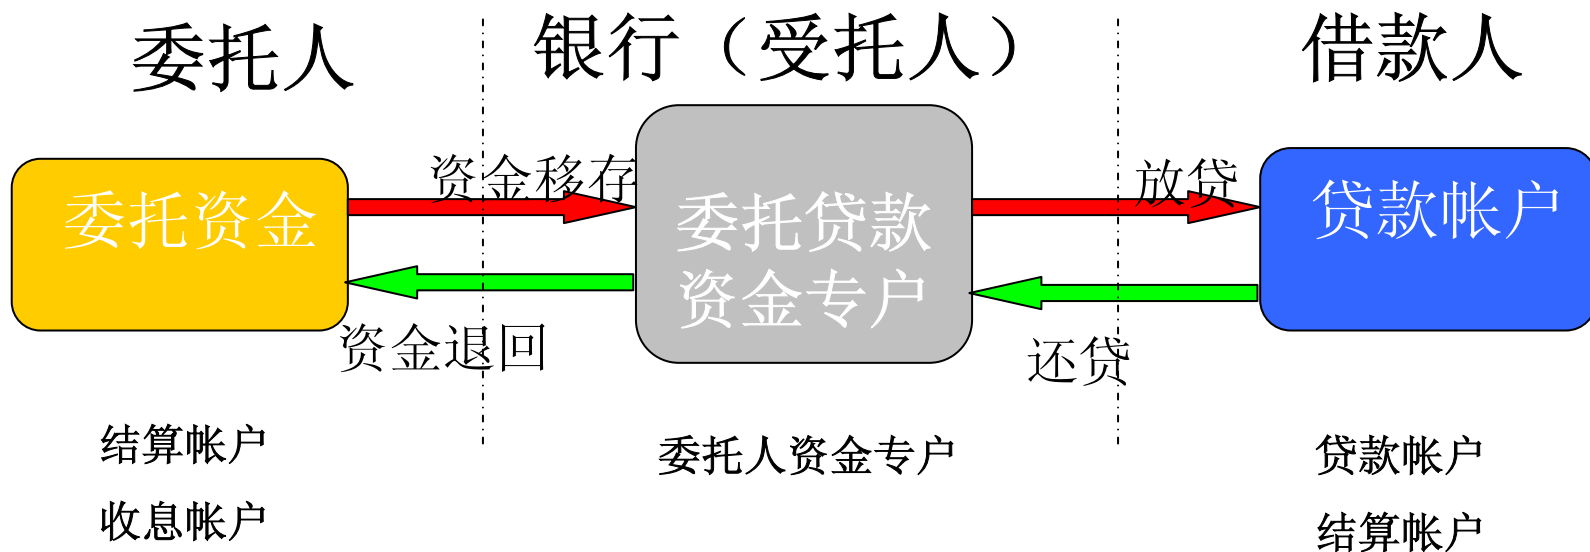 委托人
银行（受托人）
借款人
资金移存
放贷
委托资金
委托贷款
资金专户
贷款帐户
资金退回
还贷
结算帐户
委托人资金专户
贷款帐户
收息帐户
结算帐户